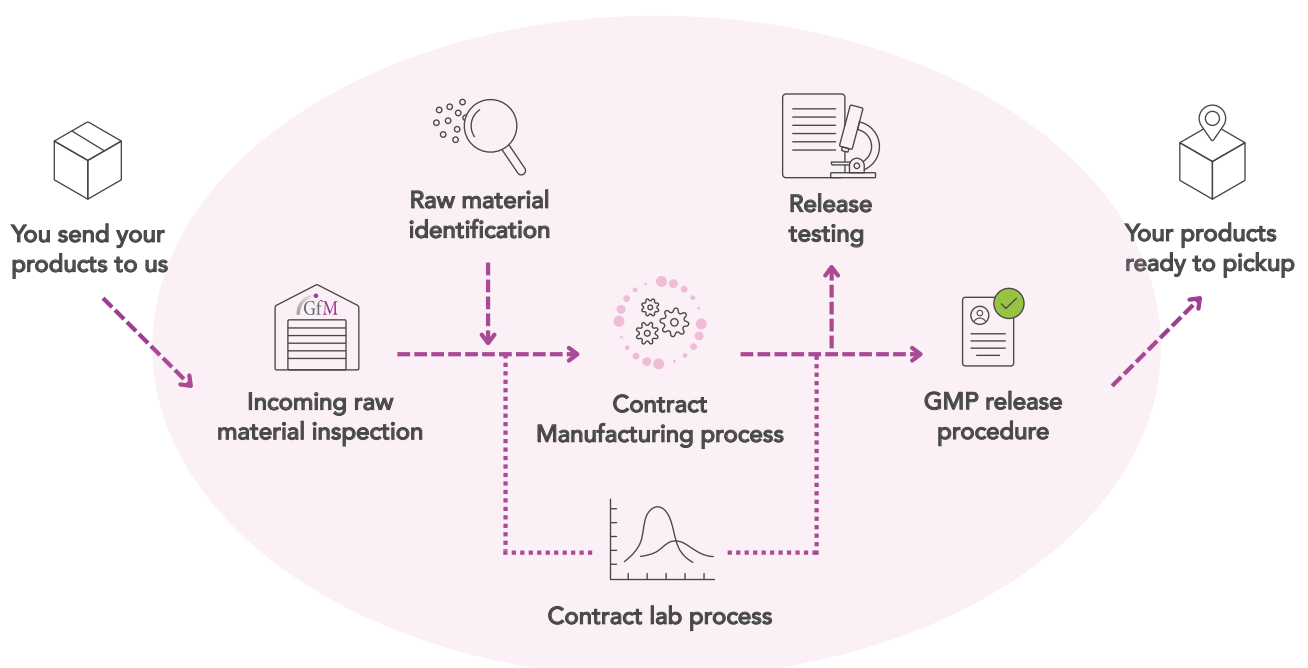 You send your
products to us
GfM
Incoming raw
material inspection
Raw material
identification
Contract
Manufacturing process
Contract lab process
Release
testing
GMP release
procedure
Your products
ready to pickup